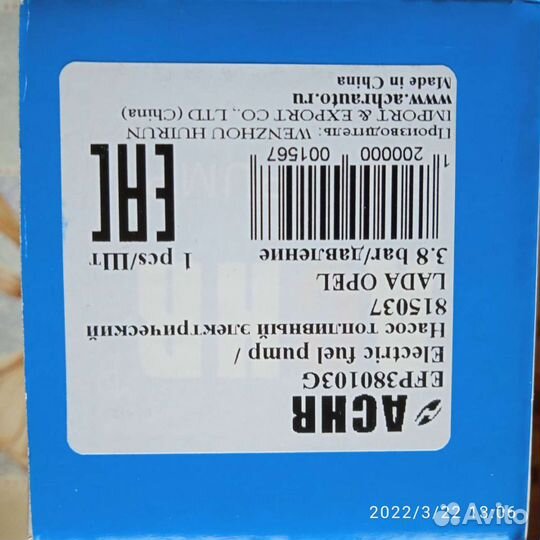 ACHR
EFP380103G
Electric fuel pump /
Насос топливный электрический
815037
LADA OPEL
3.8 bar/давление
1 pcs/Шт
1 200000 001567
EAC
Производитель: WENZHOU HUIRUN
IMPORT & EXPORT CO., LTD (China)
www.achrauto.ru
Made in China
2022/3/22 13:06
Avito